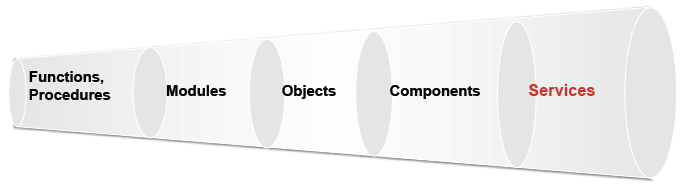 Functions,
Procedures
Modules
Objects
Components
Services